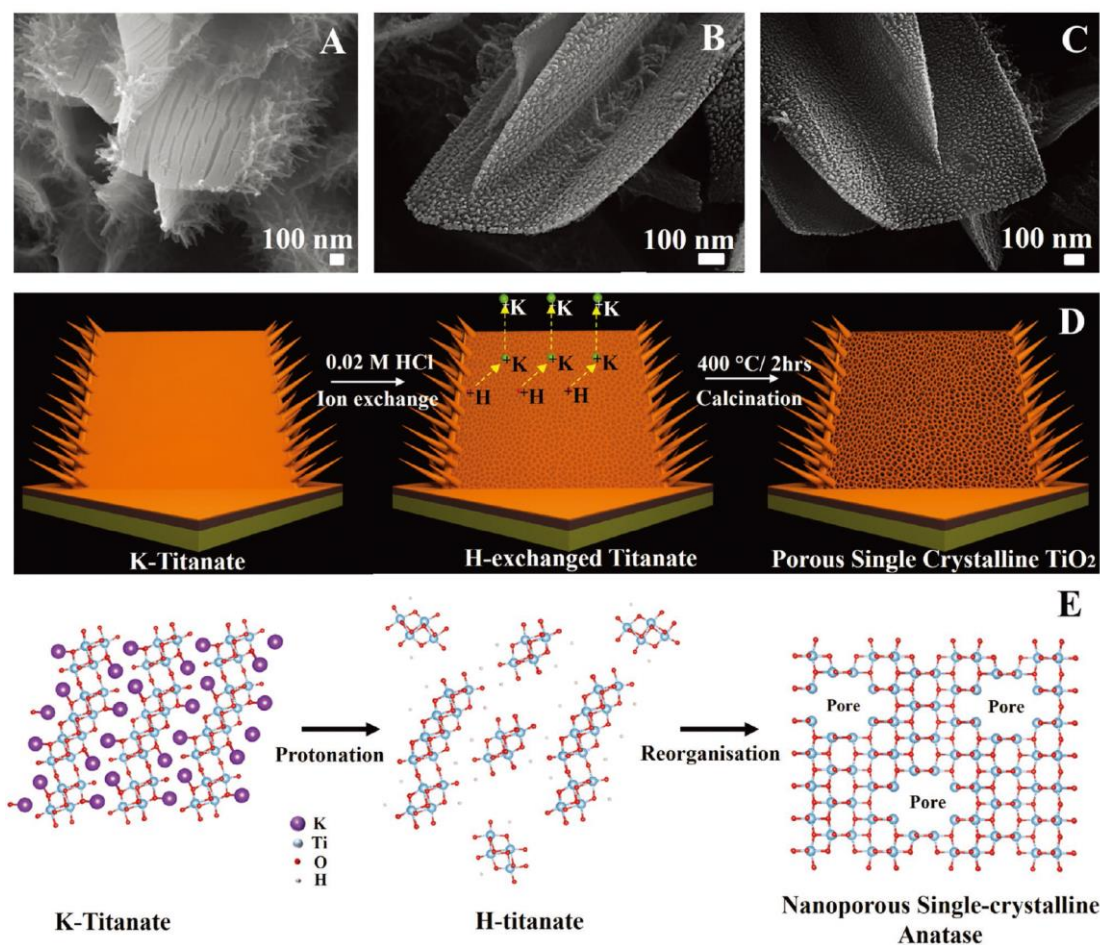 A
100 nm
B
100 nm
C
100 nm
D
+K +K +K
+K +K +K
+H +H +H
0.02 M HCl
Ion exchange
400 °C/ 2hrs
Calcination
K-Titanate
H-exchanged Titanate
Porous Single Crystalline TiO2
E
Protonation
Reorganisation
Pore
Pore
Pore
K
Ti
O
H
K-Titanate
H-titanate
Nanoporous Single-crystalline
Anatase